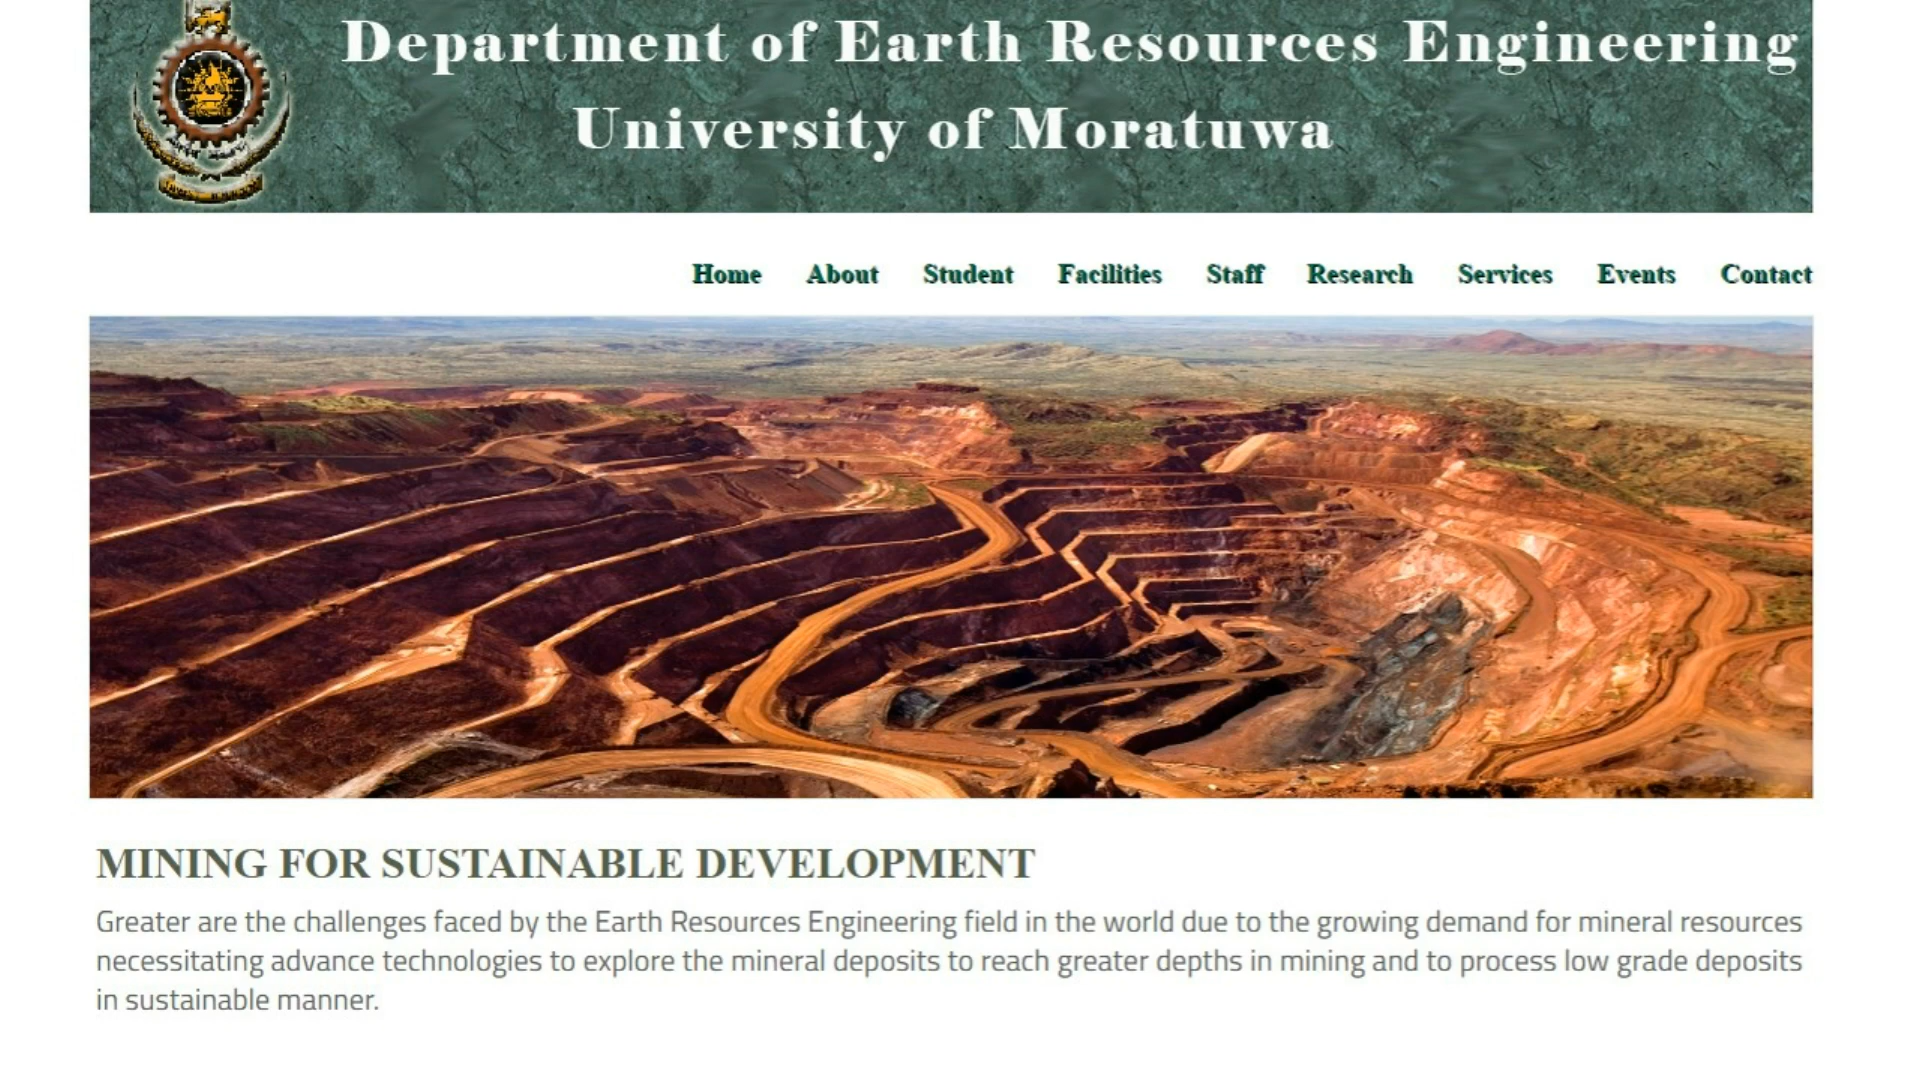 Department of Earth Resources Engineering
University of Moratuwa
Home About Student Facilities Staff Research Services Events Contact
MINING FOR SUSTAINABLE DEVELOPMENT
Greater are the challenges faced by the Earth Resources Engineering field in the world due to the growing demand for mineral resources
necessitating advance technologies to explore the mineral deposits to reach greater depths in mining and to process low grade deposits
in sustainable manner.